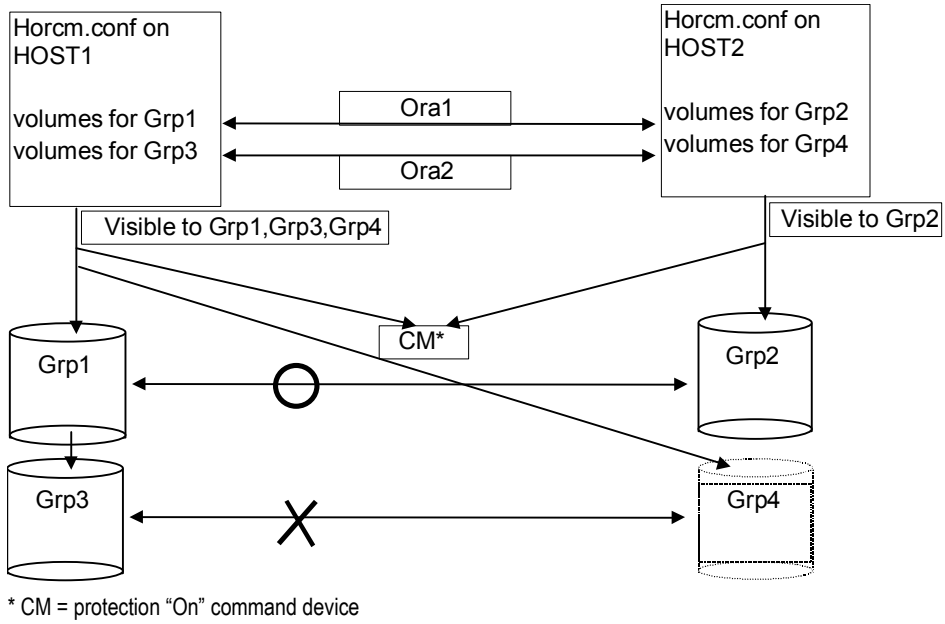 Horcm.conf on
HOST1
volumes for Grp1
volumes for Grp3
Ora1
Ora2
Horcm.conf on
HOST2
volumes for Grp2
volumes for Grp4
Visible to Grp1,Grp3,Grp4
Visible to Grp2
CM*
Grp1
Grp2
Grp3
Grp4
* CM = protection “On” command device